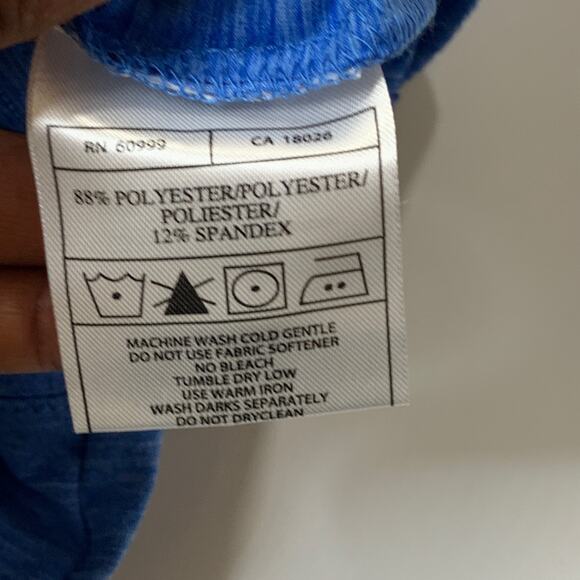 RN 60999 CA 18026
88% POLYESTER/POLYESTER/
POLIESTER/
12% SPANDEX
MACHINE WASH COLD GENTLE
DO NOT USE FABRIC SOFTENER
NO BLEACH
TUMBLE DRY LOW
USE WARM IRON
WASH DARKS SEPARATELY
DO NOT DRYCLEAN